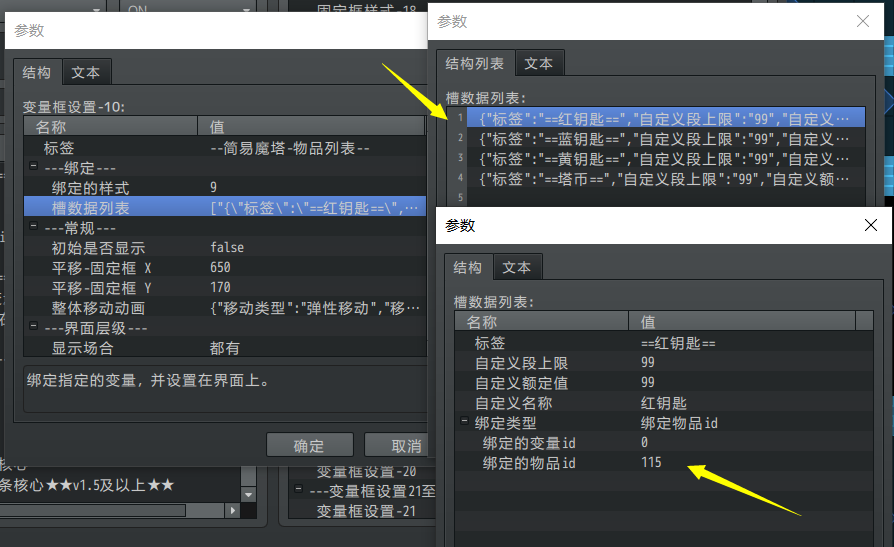 ON
固定框样式-18
参数
结构
文本
变量框设置-10:
名称
值
标签
--简易魔塔-物品列表--
---绑定---
绑定的样式
9
槽数据列表
["{\"标签\":\"==红钥匙==\",…
---常规---
初始是否显示
false
平移-固定框 X
650
平移-固定框 Y
170
整体移动动画
{"移动类型":"弹性移动","移…
---界面层级---
显示场合
都有
绑定指定的变量，并设置在界面上。
确定
取消
条核心★★v1.5及以上★★
变量框设置-20
---变量框设置21至
变量框设置-21
参数
结构列表
文本
槽数据列表:
1 {"标签":"==红钥匙==","自定义段上限":"99","自定义…
2 {"标签":"==蓝钥匙==","自定义段上限":"99","自定义…
3 {"标签":"==黄钥匙==","自定义段上限":"99","自定义…
4 {"标签":"==塔币==","自定义段上限":"99","自定义额…
5
参数
结构
文本
槽数据列表:
名称
值
标签
==红钥匙==
自定义段上限
99
自定义额定值
99
自定义名称
红钥匙
绑定类型
绑定物品id
绑定的变量id
0
绑定的物品id
115